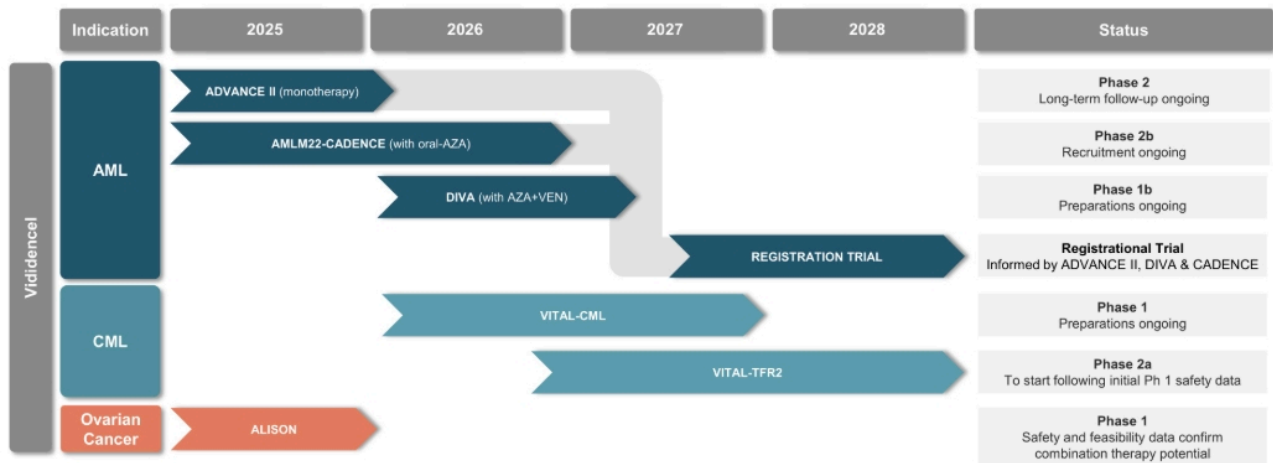 Indication
2025
2026
2027
2028
Status
Vididencel
AML
ADVANCE II (monotherapy)
Phase 2
Long-term follow-up ongoing
AMLM22-CADENCE (with oral-AZA)
Phase 2b
Recruitment ongoing
DIVA (with AZA+VEN)
Phase 1b
Preparations ongoing
REGISTRATION TRIAL
Registrational Trial
Informed by ADVANCE II, DIVA & CADENCE
CML
VITAL-CML
Phase 1
Preparations ongoing
VITAL-TFR2
Phase 2a
To start following initial Ph 1 safety data
Ovarian
Cancer
ALISON
Phase 1
Safety and feasibility data confirm
combination therapy potential